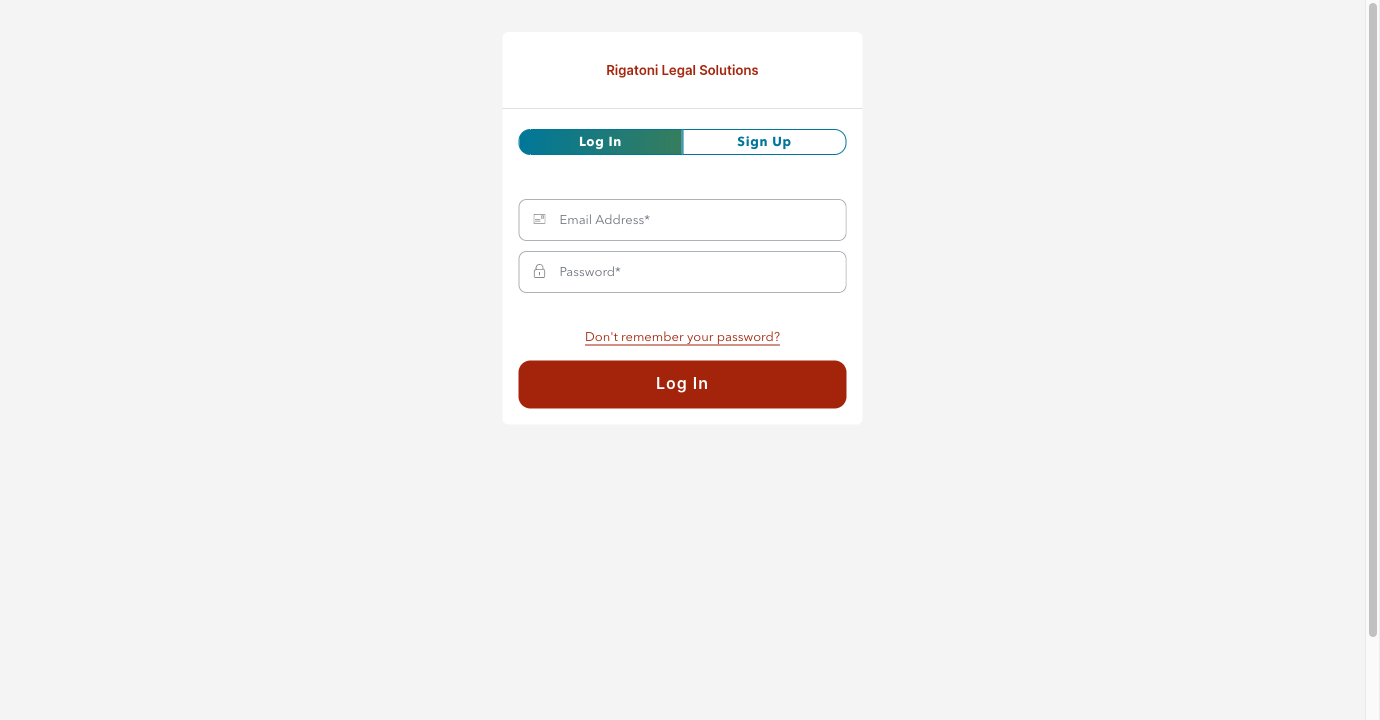 Rigatoni Legal Solutions
Log In
Sign Up
Email Address*
Password*
Don't remember your password?
Log In